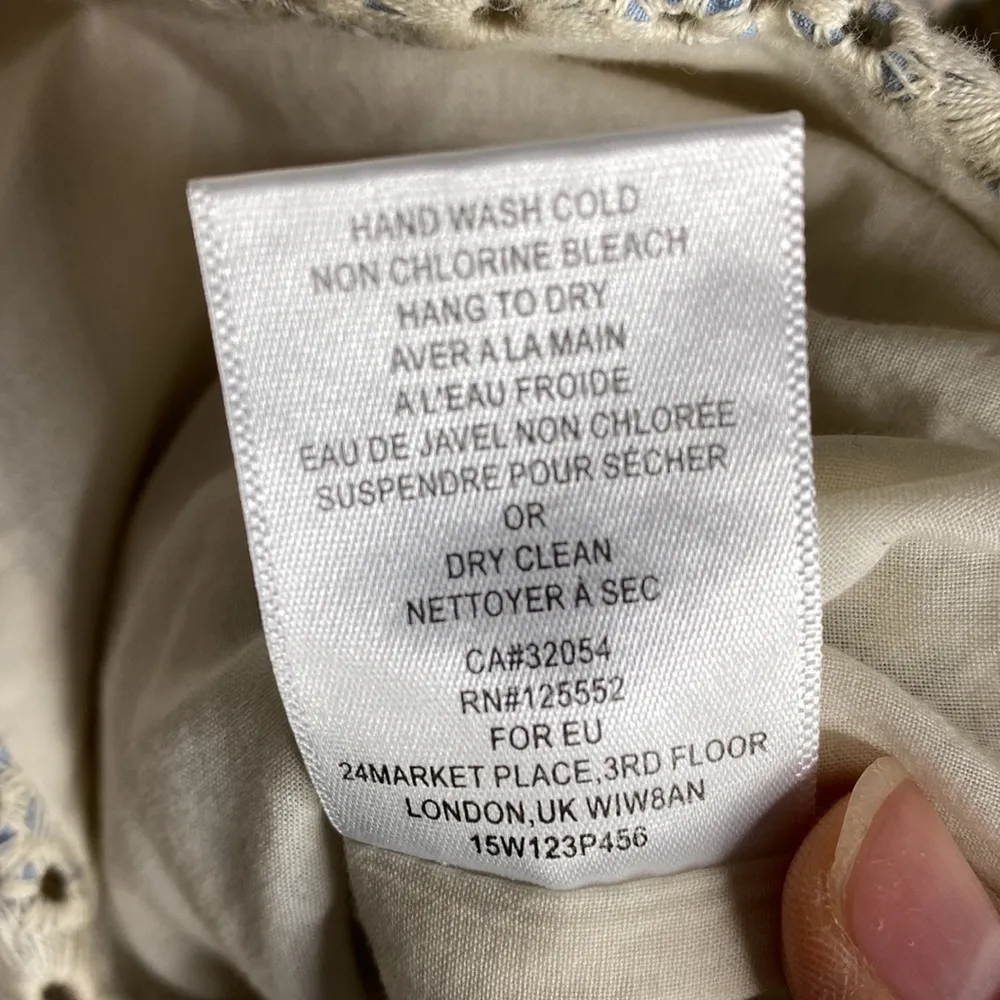 HAND WASH COLD
NON CHLORINE BLEACH
HANG TO DRY
AVER A LA MAIN
A L'EAU FROIDE
EAU DE JAVEL NON CHLORÉE
SUSPENDRE POUR SÉCHER
OR
DRY CLEAN
NETTOYER À SEC
CA#32054
RN#125552
FOR EU
24MARKET PLACE,3RD FLOOR
LONDON,UK WIW8AN
15W123P456